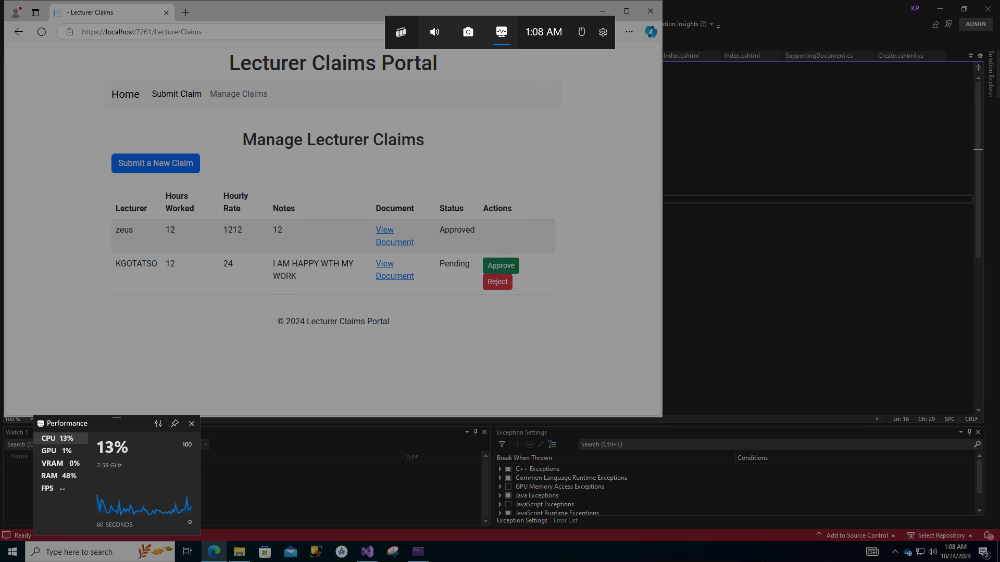 - Lecturer Claims
KP
https://localhost:7261/LecturerClaims
1:08 AM
ation Insights (?)
ADMIN
Index.cshtml
Index.cshtml
SupportingDocument.cs
Create.cshtml.cs
Solution Explorer
Lecturer Claims Portal
Home
Submit Claim
Manage Claims
Manage Lecturer Claims
Submit a New Claim
Lecturer
Hours Worked
Hourly Rate
Notes
Document
Status
Actions
zeus
12
1212
12
View Document
Approved
KGOTATSO
12
24
I AM HAPPY WTH MY WORK
View Document
Pending
Approve
Reject
© 2024 Lecturer Claims Portal
100 %
Ln: 16
Ch: 29
SPC
CRLF
Performance
CPU 13%
GPU 1%
VRAM 0%
RAM 48%
FPS --
13%
2.59 GHz
100
60 SECONDS
0
Watch 1
Search (C
Name
Type
Exception Settings
Search (Ctrl+E)
Break When Thrown
Conditions
C++ Exceptions
Common Language Runtime Exceptions
GPU Memory Access Exceptions
Java Exceptions
JavaScript Exceptions
JavaScript Runtime Exceptions
Exception Settings
Error List
Ready
Add to Source Control
Select Repository
1
Type here to search
1:08 AM
10/24/2024
2